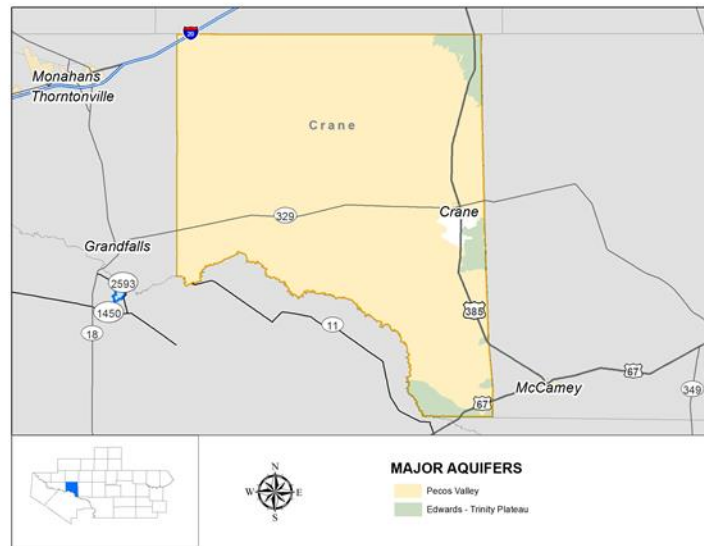 20
Monahans
Thorntonville
Crane
329
Crane
Grandfalls
2593
1450
385
11
18
67
McCamey
349
67
N
W E
S
MAJOR AQUIFERS
Pecos Valley
Edwards - Trinity Plateau